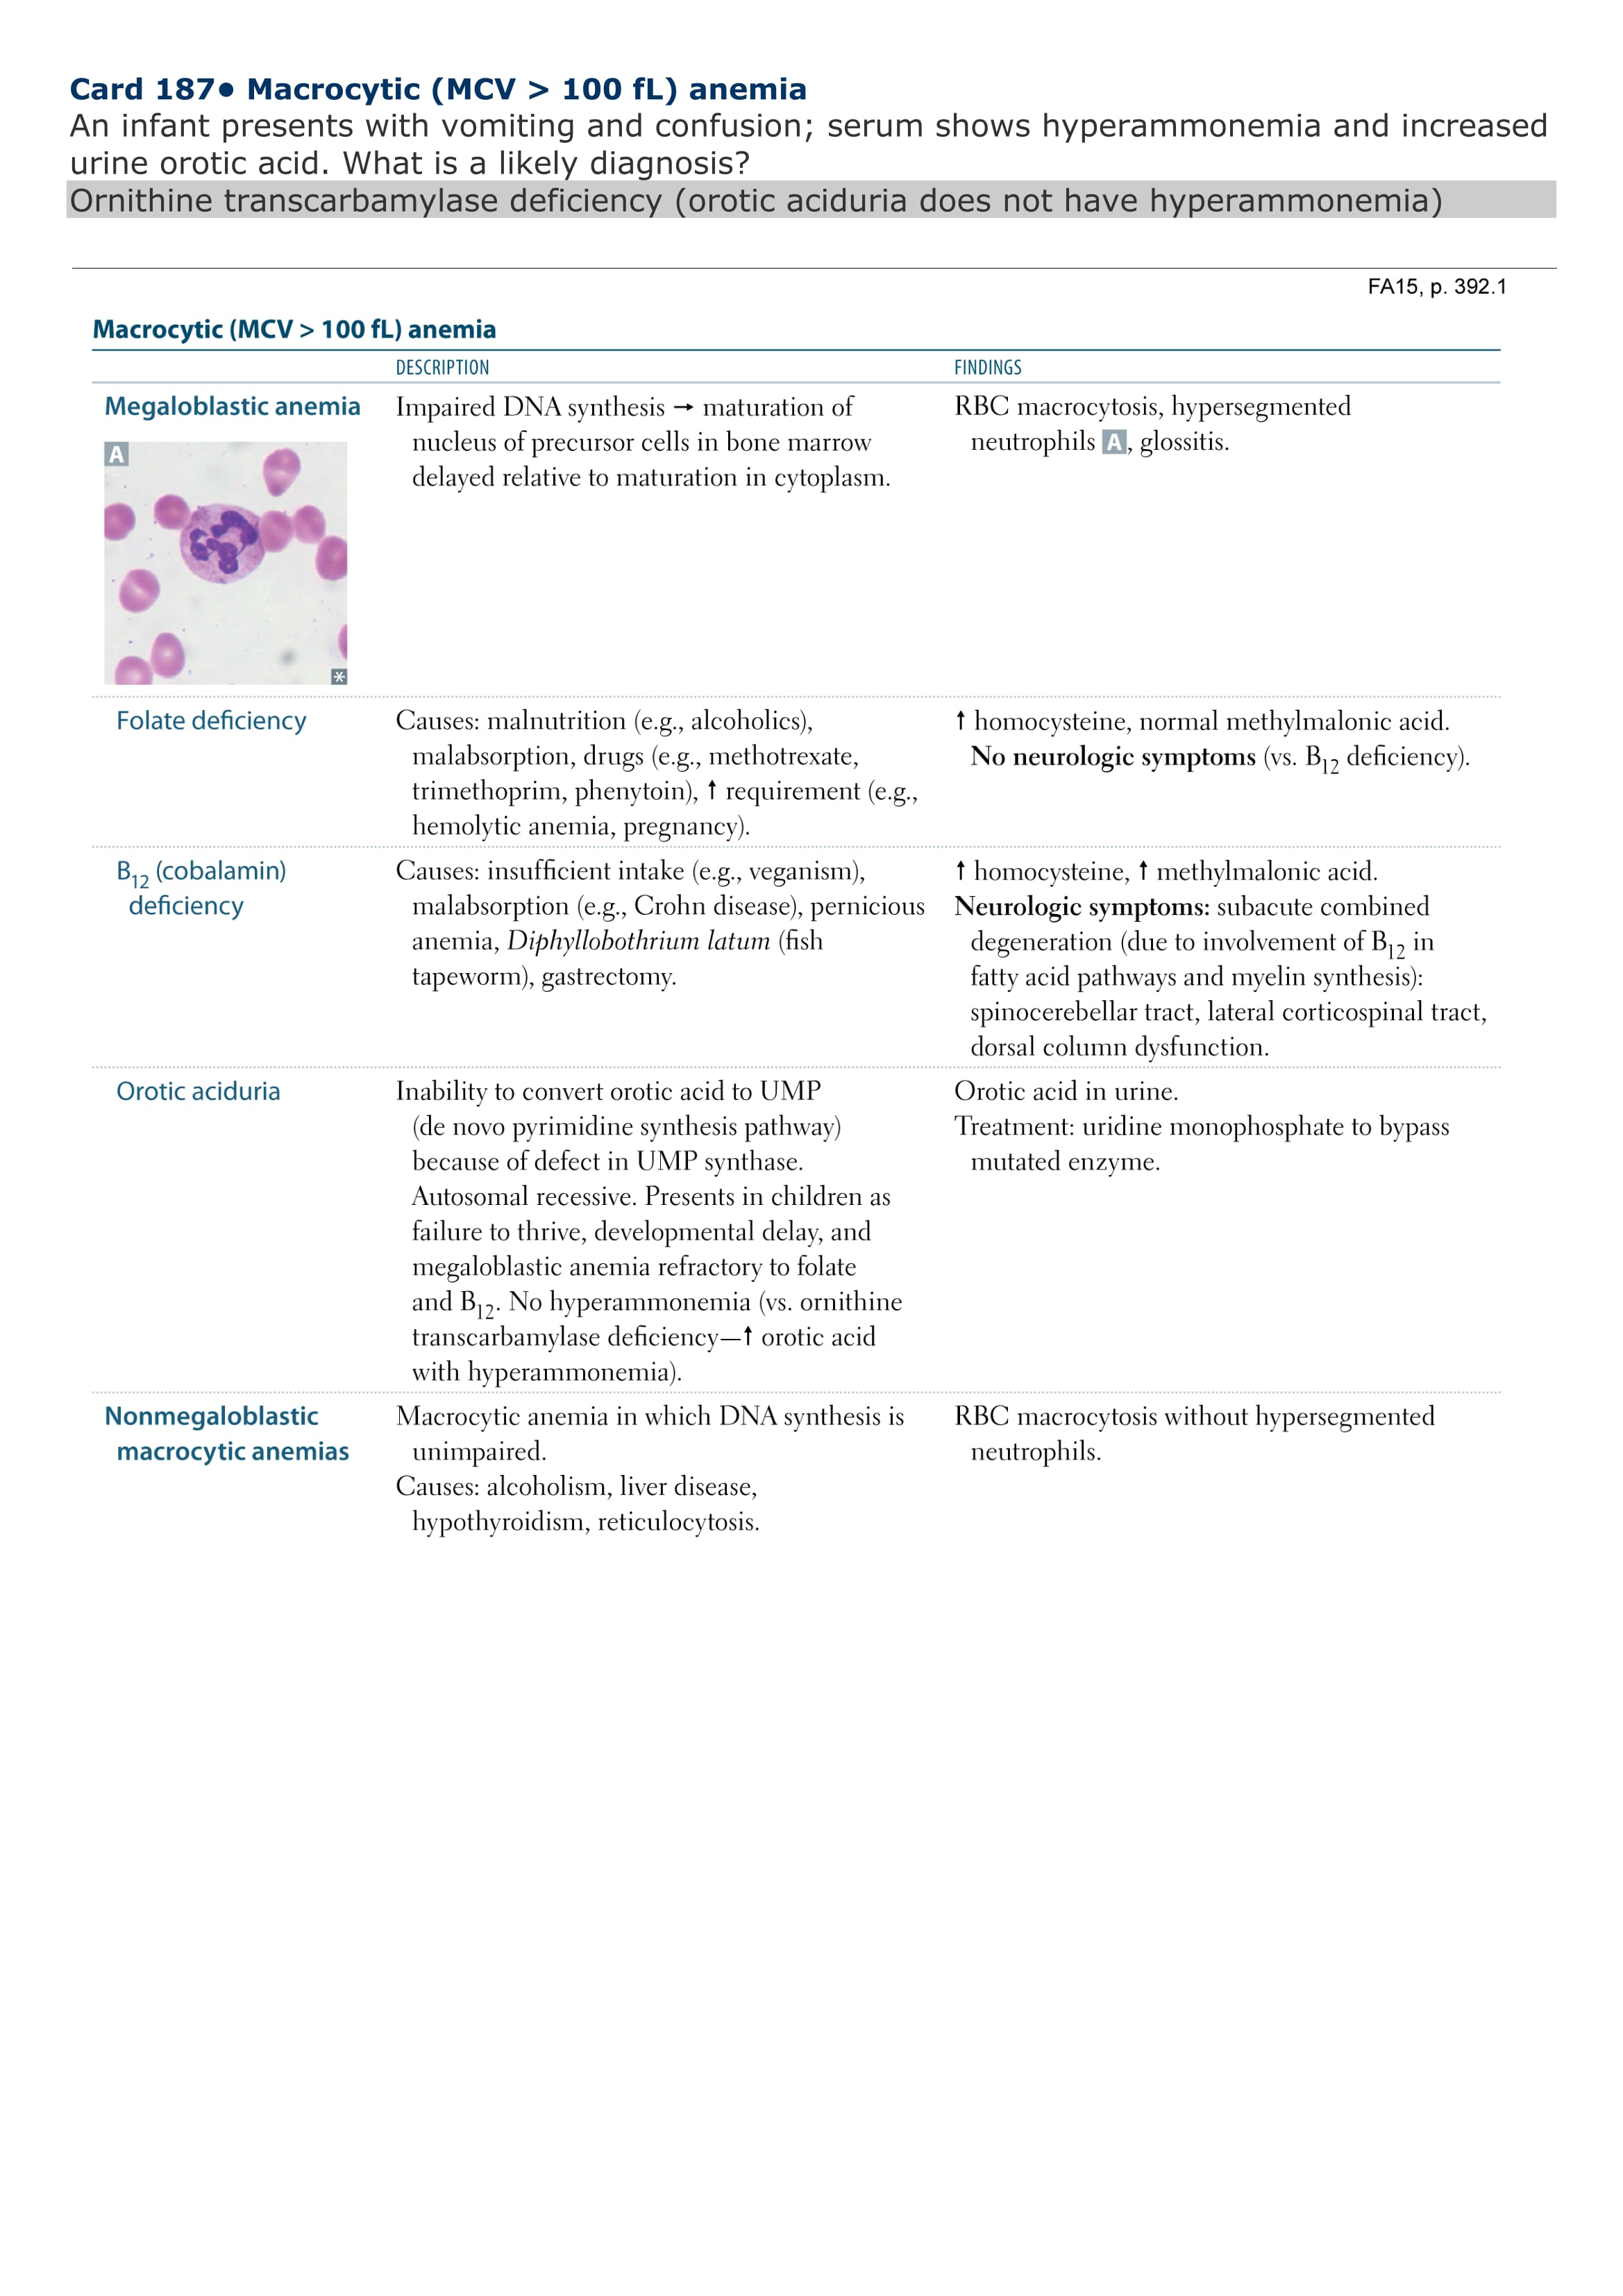 Card 187● Macrocytic (MCV > 100 fL) anemia
An infant presents with vomiting and confusion; serum shows hyperammonemia and increased
urine orotic acid. What is a likely diagnosis?
Ornithine transcarbamylase deficiency (orotic aciduria does not have hyperammonemia)
FA15, p. 392.1
Macrocytic (MCV > 100 fL) anemia
DESCRIPTION
FINDINGS
Megaloblastic anemia
A
*
Impaired DNA synthesis → maturation of
nucleus of precursor cells in bone marrow
delayed relative to maturation in cytoplasm.
RBC macrocytosis, hypersegmented
neutrophils A, glossitis.
Folate deficiency
Causes: malnutrition (e.g., alcoholics),
malabsorption, drugs (e.g., methotrexate,
trimethoprim, phenytoin), ↑ requirement (e.g.,
hemolytic anemia, pregnancy).
↑ homocysteine, normal methylmalonic acid.
No neurologic symptoms (vs. B12 deficiency).
B12 (cobalamin)
deficiency
Causes: insufficient intake (e.g., veganism),
malabsorption (e.g., Crohn disease), pernicious
anemia, Diphyllobothrium latum (fish
tapeworm), gastrectomy.
↑ homocysteine, ↑ methylmalonic acid.
Neurologic symptoms: subacute combined
degeneration (due to involvement of B12 in
fatty acid pathways and myelin synthesis):
spinocerebellar tract, lateral corticospinal tract,
dorsal column dysfunction.
Orotic aciduria
Inability to convert orotic acid to UMP
(de novo pyrimidine synthesis pathway)
because of defect in UMP synthase.
Autosomal recessive. Presents in children as
failure to thrive, developmental delay, and
megaloblastic anemia refractory to folate
and B12. No hyperammonemia (vs. ornithine
transcarbamylase deficiency—↑ orotic acid
with hyperammonemia).
Orotic acid in urine.
Treatment: uridine monophosphate to bypass
mutated enzyme.
Nonmegaloblastic
macrocytic anemias
Macrocytic anemia in which DNA synthesis is
unimpaired.
Causes: alcoholism, liver disease,
hypothyroidism, reticulocytosis.
RBC macrocytosis without hypersegmented
neutrophils.